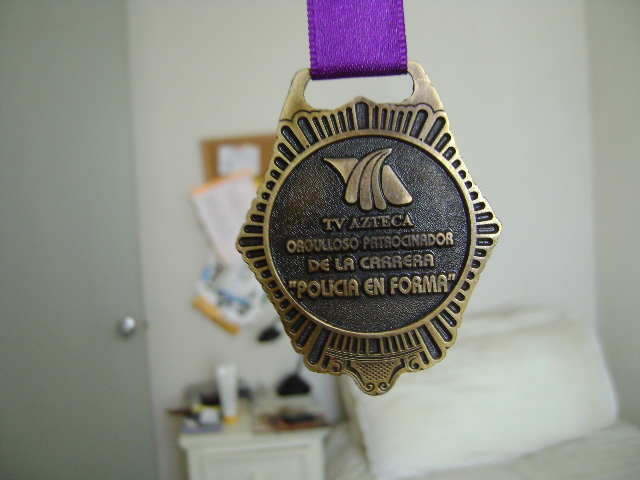 TV AZTECA
ORGULLOSO PATROCINADOR
DE LA CARRERA
"POLICIA EN FORMA"